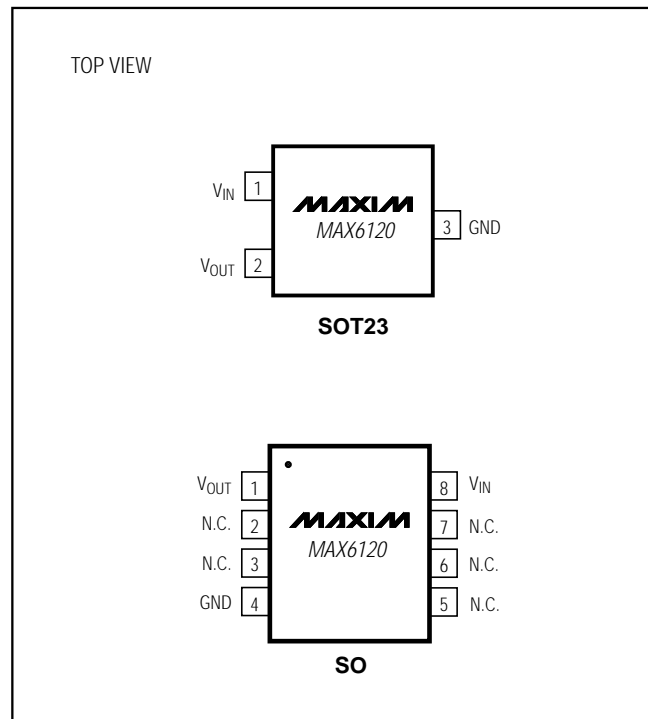 TOP VIEW
VIN 1
MAXIM
MAX6120
3 GND
VOUT 2
SOT23
VOUT 1
8 VIN
N.C. 2
MAXIM
7 N.C.
MAX6120
N.C. 3
6 N.C.
GND 4
5 N.C.
SO